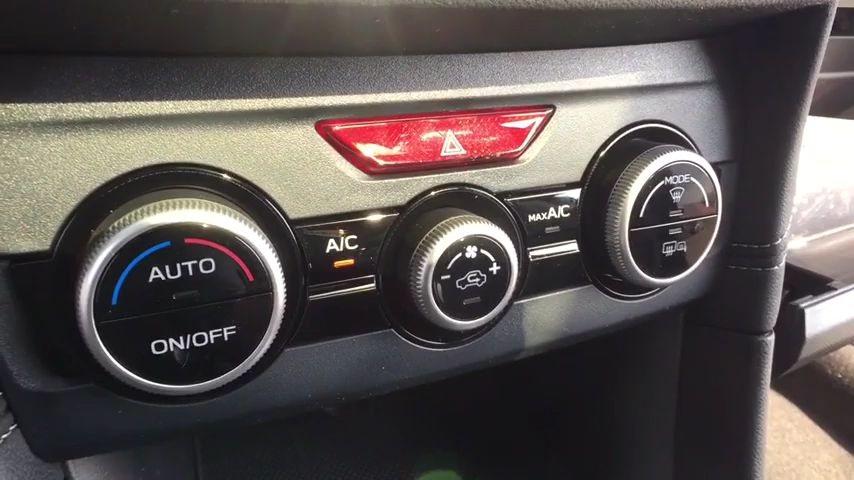 AUTO
ON/OFF
A/C
- +
MAX A/C
MODE